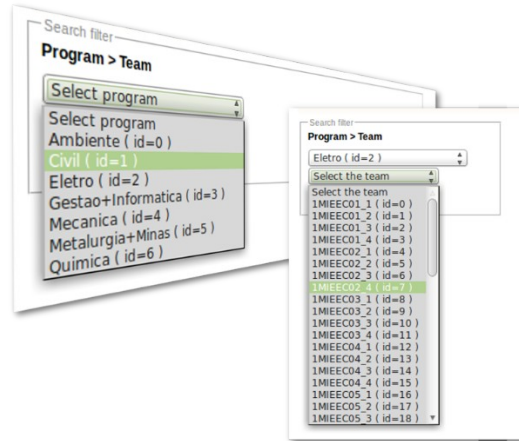 Search filter
Program > Team
Select program
Select program
Ambiente ( id=0 )
Civil ( id=1 )
Eletro ( id=2 )
Gestao+Informatica ( id=3 )
Mecanica ( id=4 )
Metalurgia+Minas ( id=5 )
Quimica ( id=6 )
Search filter
Program > Team
Eletro ( id=2 )
Select the team
Select the team
1MIEEC01_1 ( id=0 )
1MIEEC01_2 ( id=1 )
1MIEEC01_3 ( id=2 )
1MIEEC01_4 ( id=3 )
1MIEEC02_1 ( id=4 )
1MIEEC02_2 ( id=5 )
1MIEEC02_3 ( id=6 )
1MIEEC02_4 ( id=7 )
1MIEEC03_1 ( id=8 )
1MIEEC03_2 ( id=9 )
1MIEEC03_3 ( id=10 )
1MIEEC03_4 ( id=11 )
1MIEEC04_1 ( id=12 )
1MIEEC04_2 ( id=13 )
1MIEEC04_3 ( id=14 )
1MIEEC04_4 ( id=15 )
1MIEEC05_1 ( id=16 )
1MIEEC05_2 ( id=17 )
1MIEEC05_3 ( id=18 )